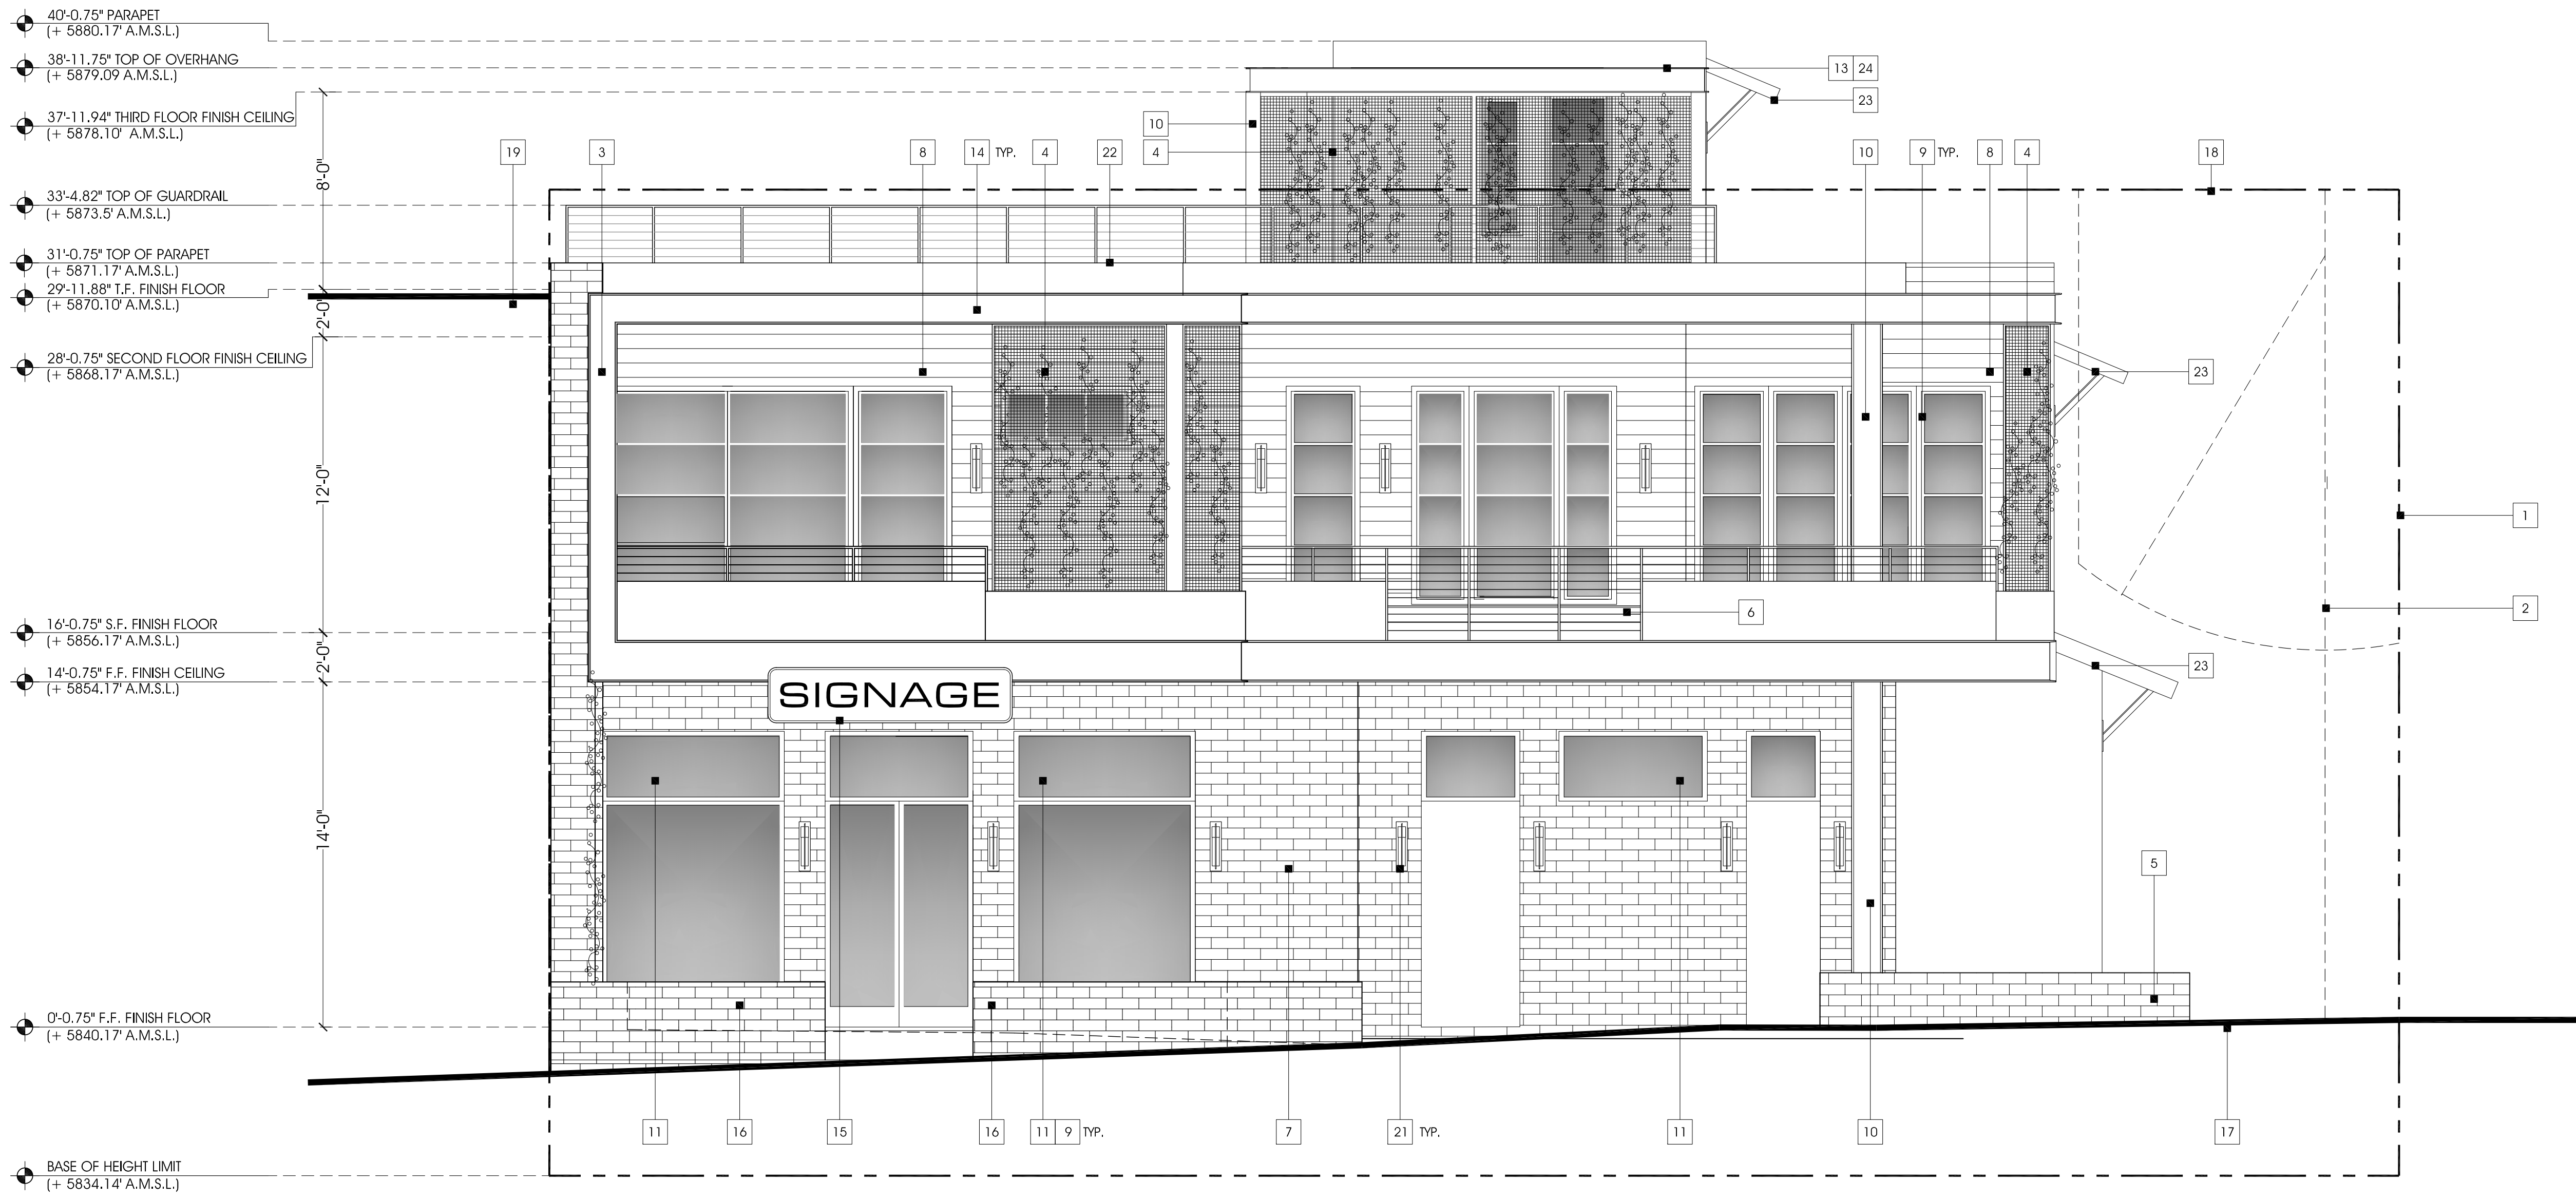 40'-0.75" PARAPET
(+ 5880.17' A.M.S.L.)
38'-11.75" TOP OF OVERHANG
(+ 5879.09 A.M.S.L.)
37'-11.94" THIRD FLOOR FINISH CEILING
(+ 5878.10' A.M.S.L.)
33'-4.82" TOP OF GUARDRAIL
(+ 5873.5' A.M.S.L.)
31'-0.75" TOP OF PARAPET
(+ 5871.17' A.M.S.L.)
29'-11.88" T.F. FINISH FLOOR
(+ 5870.10' A.M.S.L.)
28'-0.75" SECOND FLOOR FINISH CEILING
(+ 5868.17' A.M.S.L.)
16'-0.75" S.F. FINISH FLOOR
(+ 5856.17' A.M.S.L.)
14'-0.75" F.F. FINISH CEILING
(+ 5854.17' A.M.S.L.)
0'-0.75" F.F. FINISH FLOOR
(+ 5840.17' A.M.S.L.)
BASE OF HEIGHT LIMIT
(+ 5834.14' A.M.S.L.)
8'-0"
2'-0"
12'-0"
2'-0"
14'-0"
13 24
23
10
4
19
3
8
14 TYP.
4
22
10
9 TYP.
8
4
18
23
1
6
2
23
SIGNAGE
5
11
16
15
16
11 9 TYP.
7
21 TYP.
11
10
17